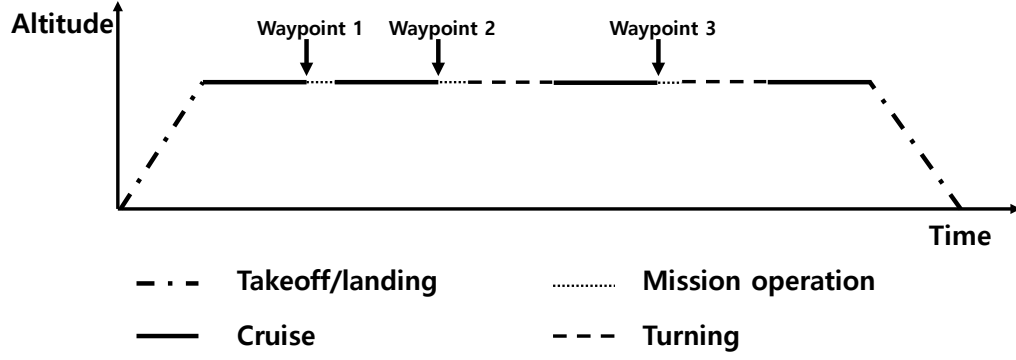 Altitude
Waypoint 1 Waypoint 2 Waypoint 3
Time
Takeoff/landing Mission operation
Cruise Turning